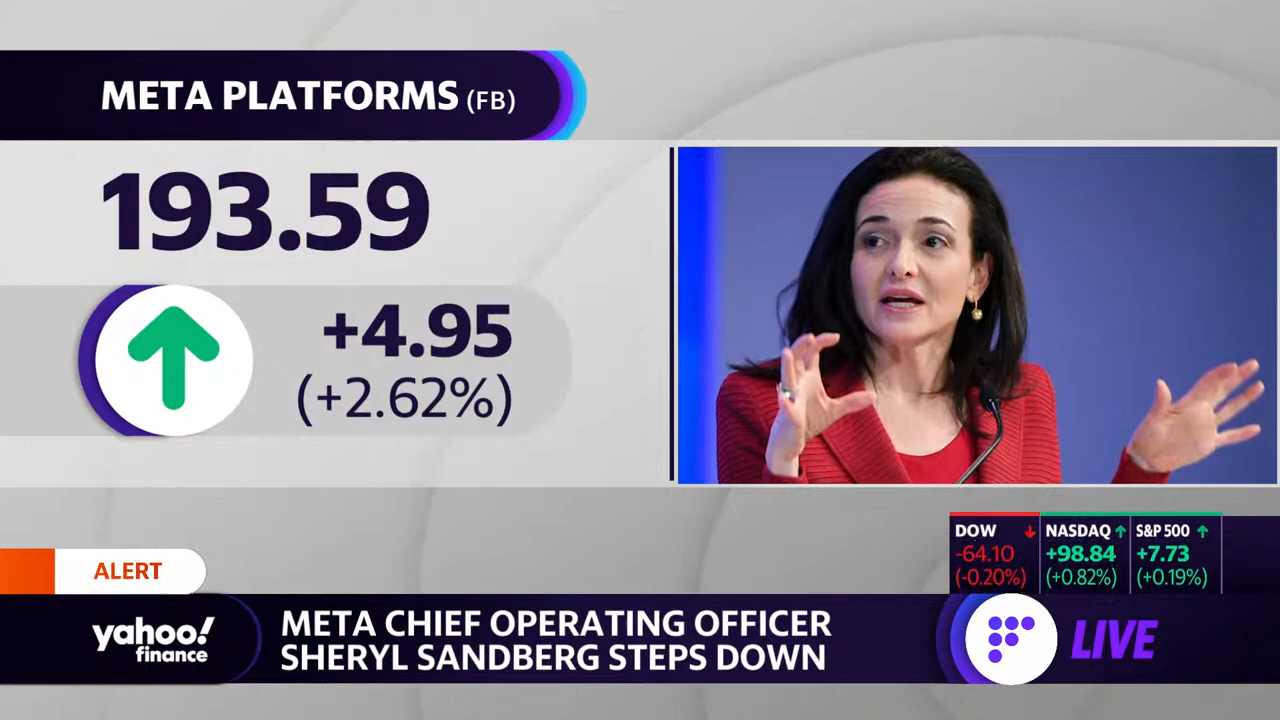 META PLATFORMS (FB)
193.59
+4.95
(+2.62%)
DOW
-64.10
(-0.20%)
NASDAQ
+98.84
(+0.82%)
S&P 500
+7.73
(+0.19%)
ALERT
yahoo!
finance
META CHIEF OPERATING OFFICER
SHERYL SANDBERG STEPS DOWN
LIVE